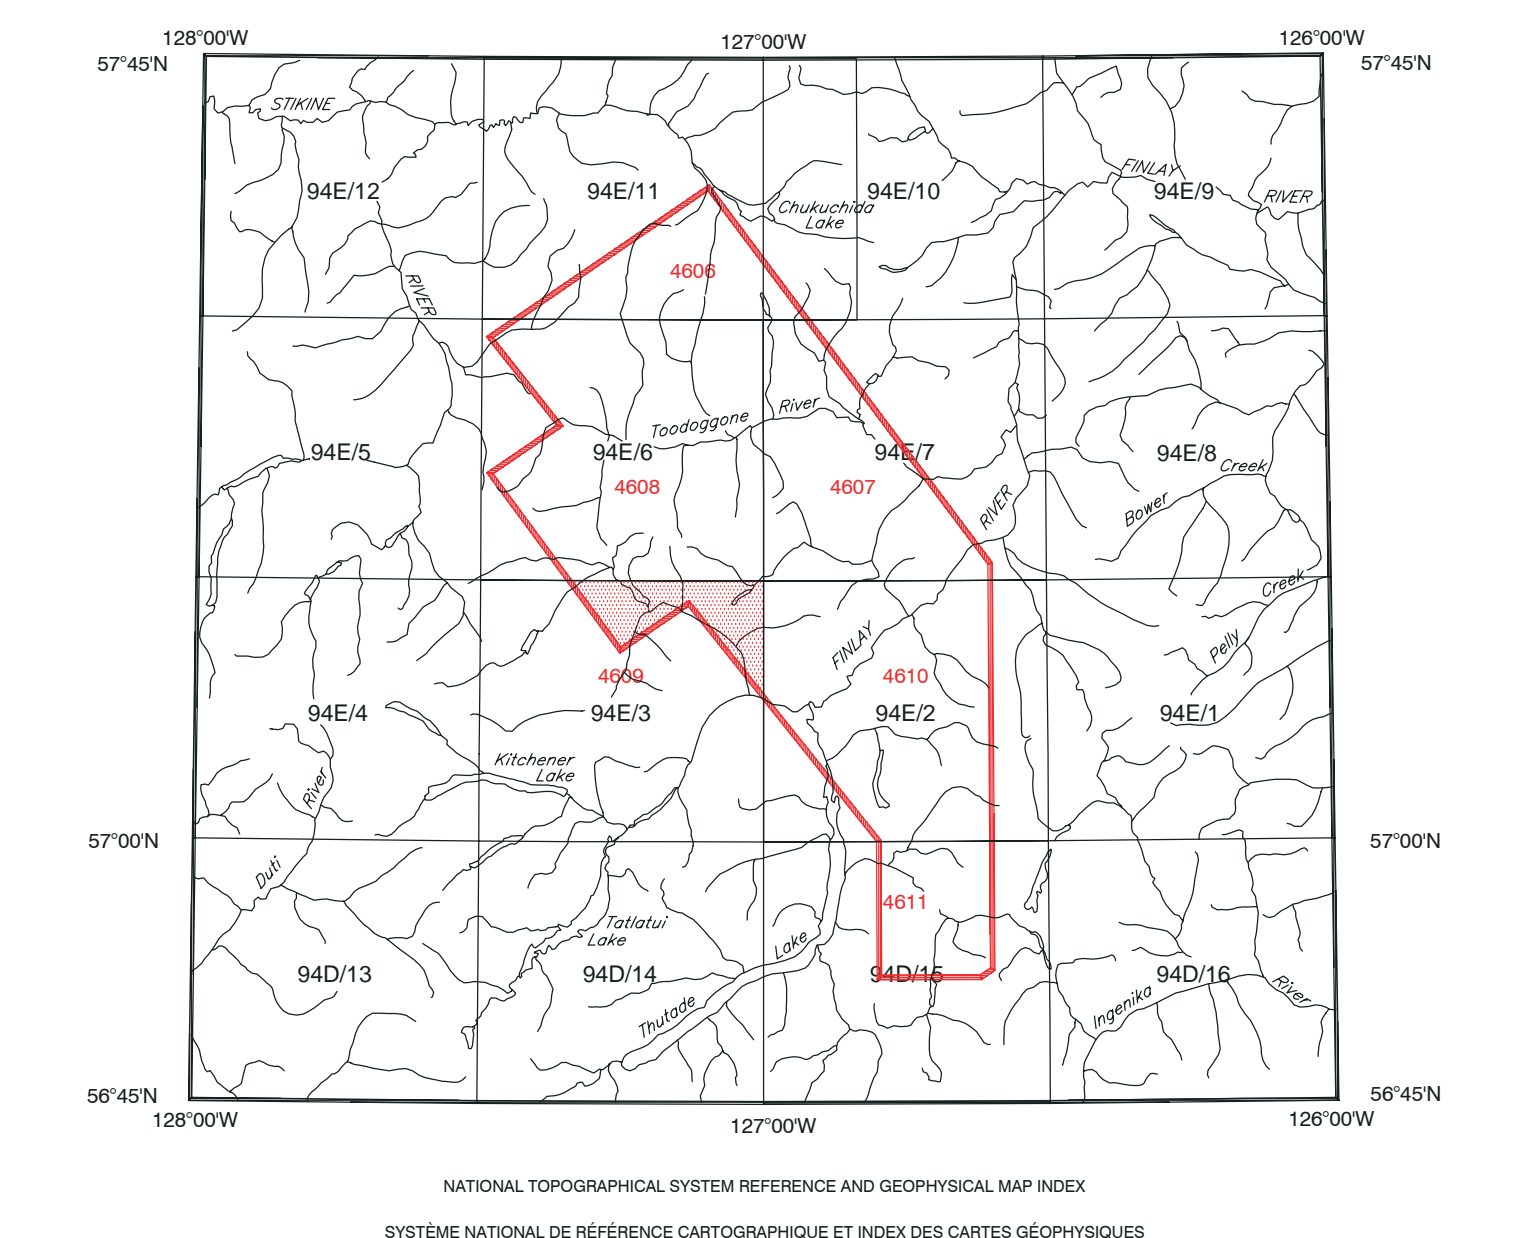 128°00'W
127°00'W
126°00'W
57°45'N
57°45'N
STIKINE
FINLAY
RIVER
94E/12
94E/11
94E/10
94E/9
Chukuchida
Lake
4606
RIVER
River
Toodoggone
94E/5
94E/6
94E/7
94E/8
Creek
4608
4607
RIVER
Bower
Creek
FINLAY
Pelly
4609
4610
94E/4
94E/3
94E/2
94E/1
Kitchener
Lake
River
57°00'N
57°00'N
Duti
4611
Tatlatui
Lake
Lake
94D/13
94D/14
94D/15
94D/16
River
Ingenika
Thutade
56°45'N
56°45'N
128°00'W
127°00'W
126°00'W
NATIONAL TOPOGRAPHICAL SYSTEM REFERENCE AND GEOPHYSICAL MAP INDEX
SYSTÈME NATIONAL DE RÉFÉRENCE CARTOGRAPHIQUE ET INDEX DES CARTES GÉOPHYSIQUES